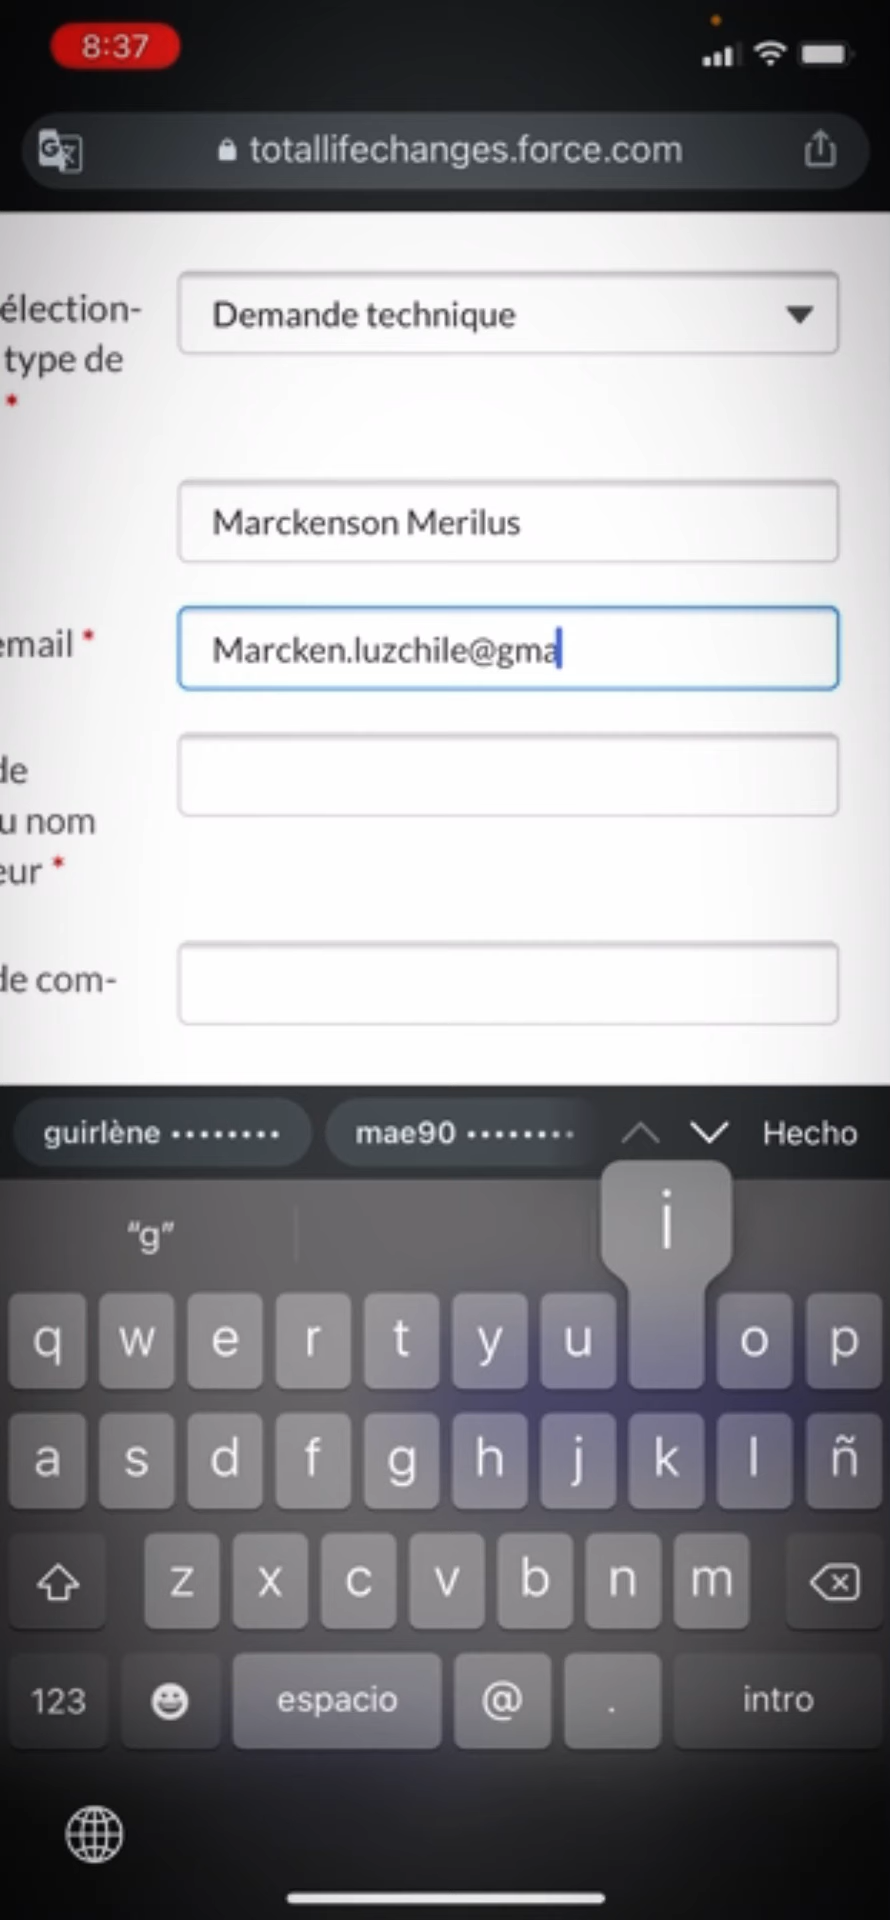 8:37
totallifechanges.force.com
élection-
type de
*
Demande technique
Marckenson Merilus
email *
Marcken.luzchile@gma
de
u nom
eur *
de com-
guirlène ••••••••
mae90 ••••••••
Hecho
“g”
i
q w e r t y u o p
a s d f g h j k l ñ
z x c v b n m
123
espacio
@
.
intro